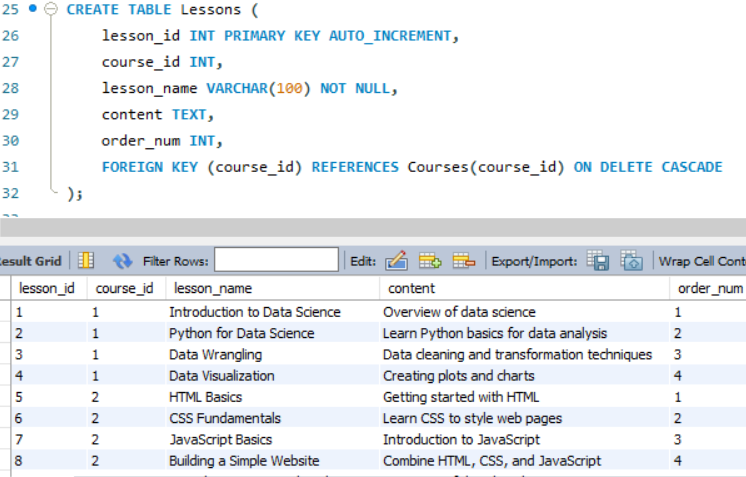 25 CREATE TABLE Lessons (
26 lesson_id INT PRIMARY KEY AUTO_INCREMENT,
27 course_id INT,
28 lesson_name VARCHAR(100) NOT NULL,
29 content TEXT,
30 order_num INT,
31 FOREIGN KEY (course_id) REFERENCES Courses(course_id) ON DELETE CASCADE
32 );
esult Grid Filter Rows: Edit: Export/Import: Wrap Cell Cont
lesson_id course_id lesson_name content order_num
1 1 Introduction to Data Science Overview of data science 1
2 1 Python for Data Science Learn Python basics for data analysis 2
3 1 Data Wrangling Data cleaning and transformation techniques 3
4 1 Data Visualization Creating plots and charts 4
5 2 HTML Basics Getting started with HTML 1
6 2 CSS Fundamentals Learn CSS to style web pages 2
7 2 JavaScript Basics Introduction to JavaScript 3
8 2 Building a Simple Website Combine HTML, CSS, and JavaScript 4